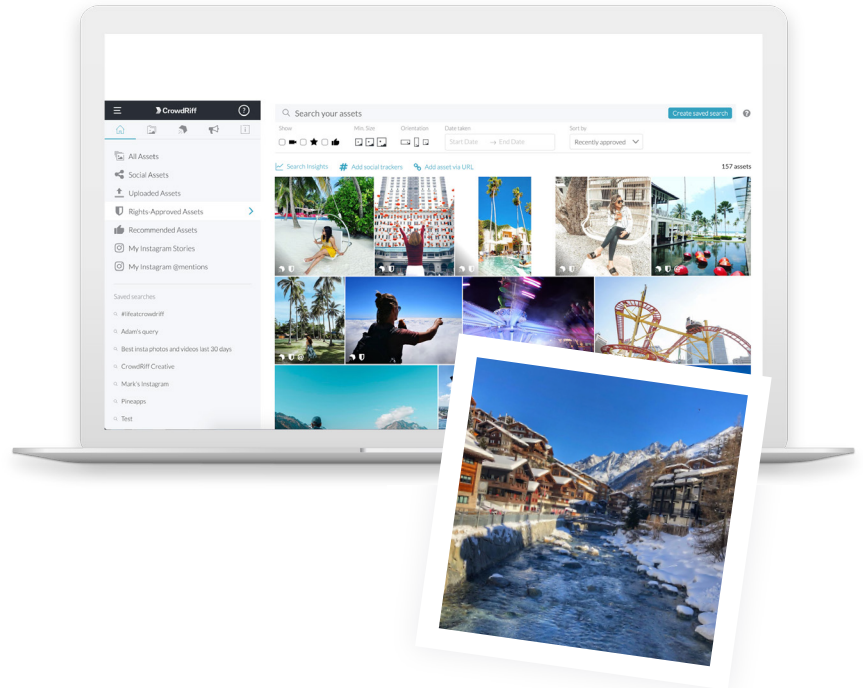 CrowdRiff
?
Search your assets
Create saved search
?
Show
Min. Size
Orientation
Date taken
Sort by
Start Date → End Date
Recently approved
Search Insights
# Add social trackers
Add asset via URL
157 assets
All Assets
Social Assets
Uploaded Assets
Rights-Approved Assets
Recommended Assets
My Instagram Stories
My Instagram @mentions
Saved searches
#lifeatcrowdriff
Adam's query
Best insta photos and videos last 30 days
CrowdRiff Creative
Mark's Instagram
Pineapps
Test